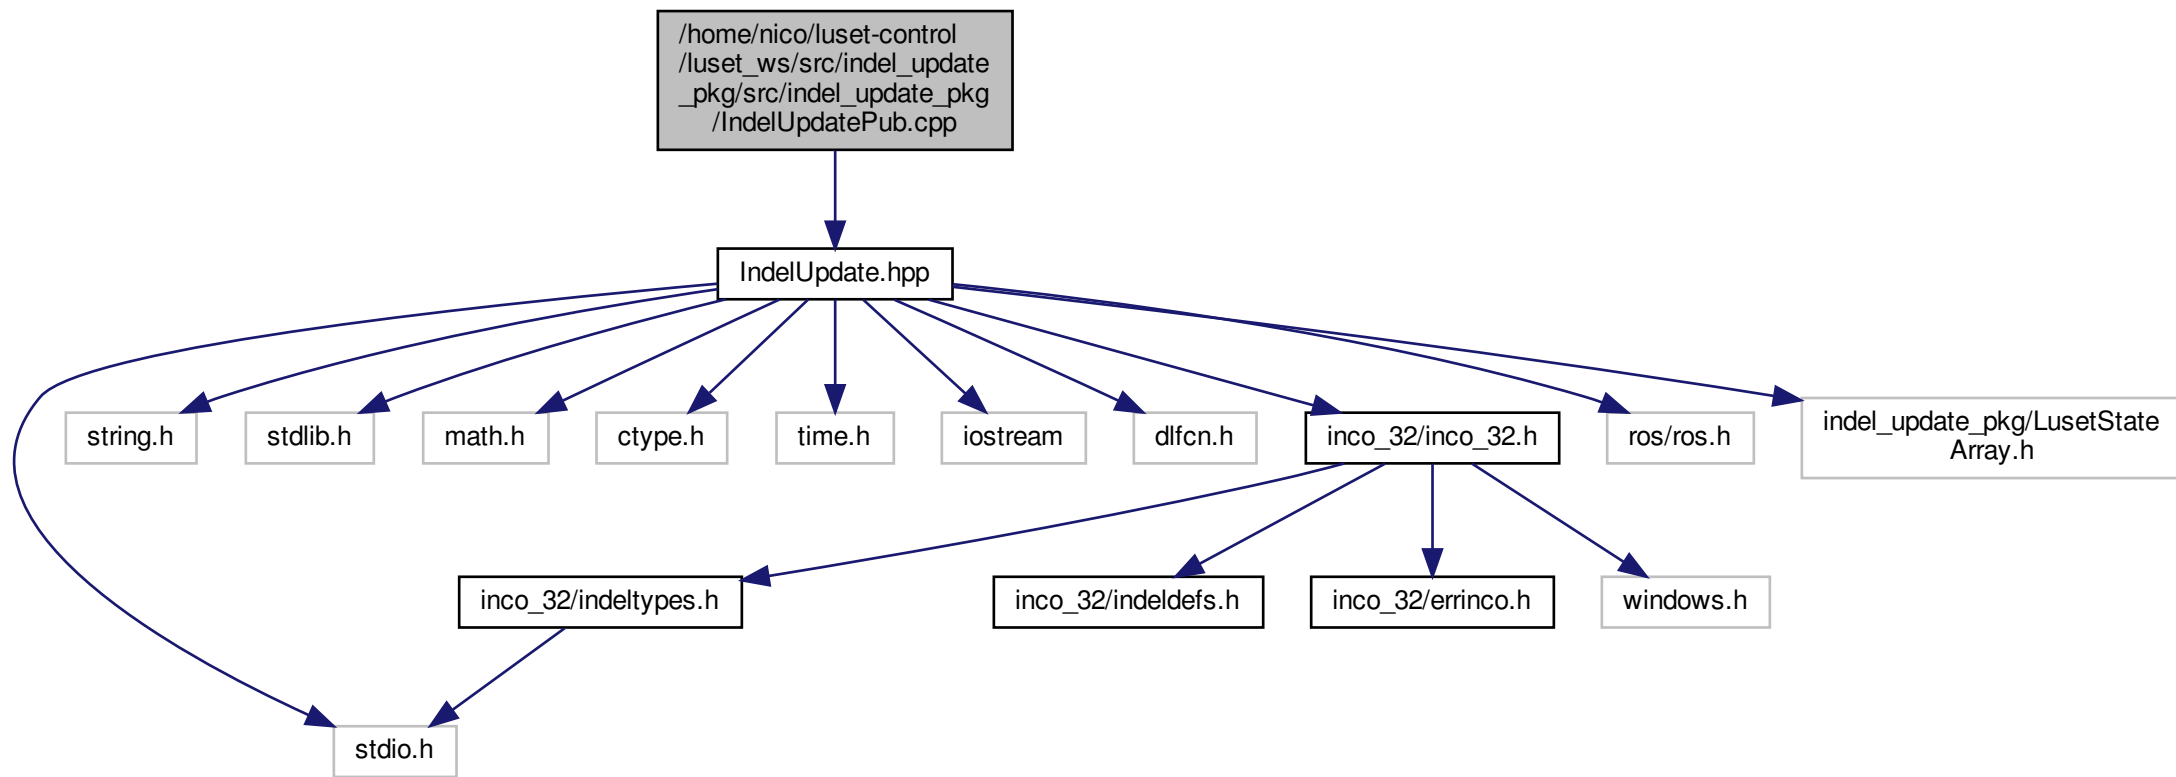 /home/nico/luset-control
/luset_ws/src/indel_update
_pkg/src/indel_update_pkg
/IndelUpdatePub.cpp
IndelUpdate.hpp
string.h
stdlib.h
math.h
ctype.h
time.h
iostream
dlfcn.h
inco_32/inco_32.h
ros/ros.h
indel_update_pkg/LusetState
Array.h
inco_32/indeltypes.h
inco_32/indeldefs.h
inco_32/errinco.h
windows.h
stdio.h